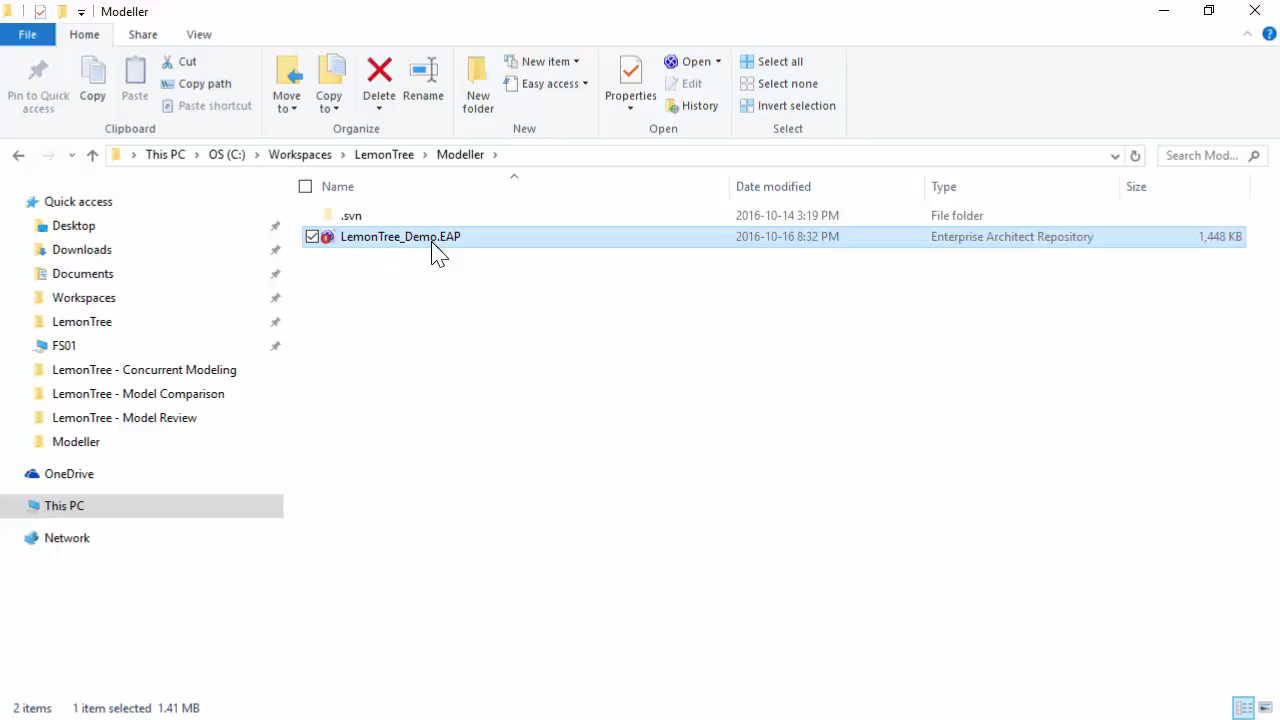 Modeller
File Home Share View
Pin to Quick access
Copy
Paste
Cut
Copy path
Paste shortcut
Clipboard
Move to
Copy to
Delete
Rename
Organize
New folder
New item
Easy access
New
Properties
Open
Edit
History
Open
Select all
Select none
Invert selection
Select
This PC > OS (C:) > Workspaces > LemonTree > Modeller >
Search Mod...
Name Date modified Type Size
.svn 2016-10-14 3:19 PM File folder
LemonTree_Demo.EAP 2016-10-16 8:32 PM Enterprise Architect Repository 1,448 KB
Quick access
Desktop
Downloads
Documents
Workspaces
LemonTree
FS01
LemonTree - Concurrent Modeling
LemonTree - Model Comparison
LemonTree - Model Review
Modeller
OneDrive
This PC
Network
2 items 1 item selected 1.41 MB